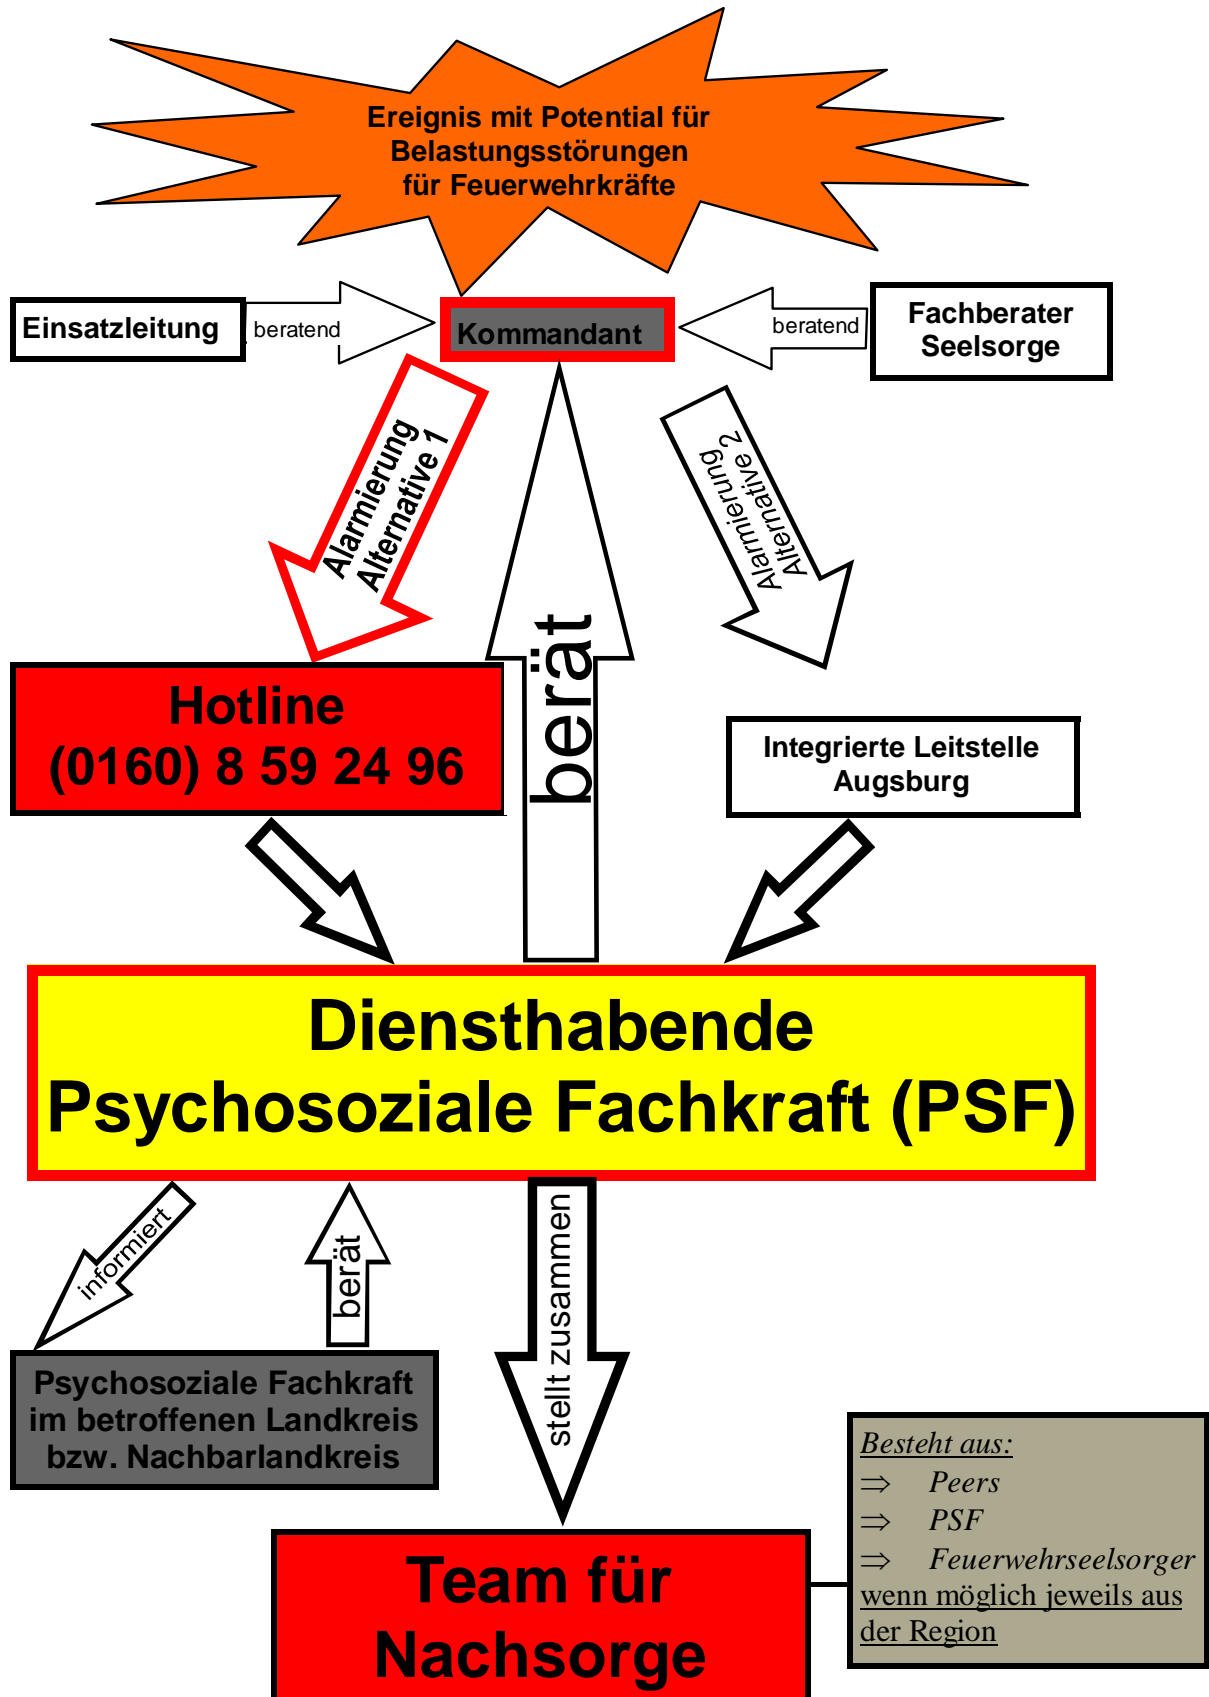 Ereignis mit Potential für
Belastungsstörungen
für Feuerwehrkräfte
Einsatzleitung
beratend
Kommandant
beratend
Fachberater
Seelsorge
Alarmierung
Alternative 1
Alarmierung
Alternative 2
berät
Hotline
(0160) 8 59 24 96
Integrierte Leitstelle
Augsburg
Diensthabende
Psychosoziale Fachkraft (PSF)
informiert
berät
stellt zusammen
Psychosoziale Fachkraft
im betroffenen Landkreis
bzw. Nachbarlandkreis
Besteht aus:
⇒ Peers
⇒ PSF
⇒ Feuerwehrseelsorger
wenn möglich jeweils aus
der Region
Team für
Nachsorge